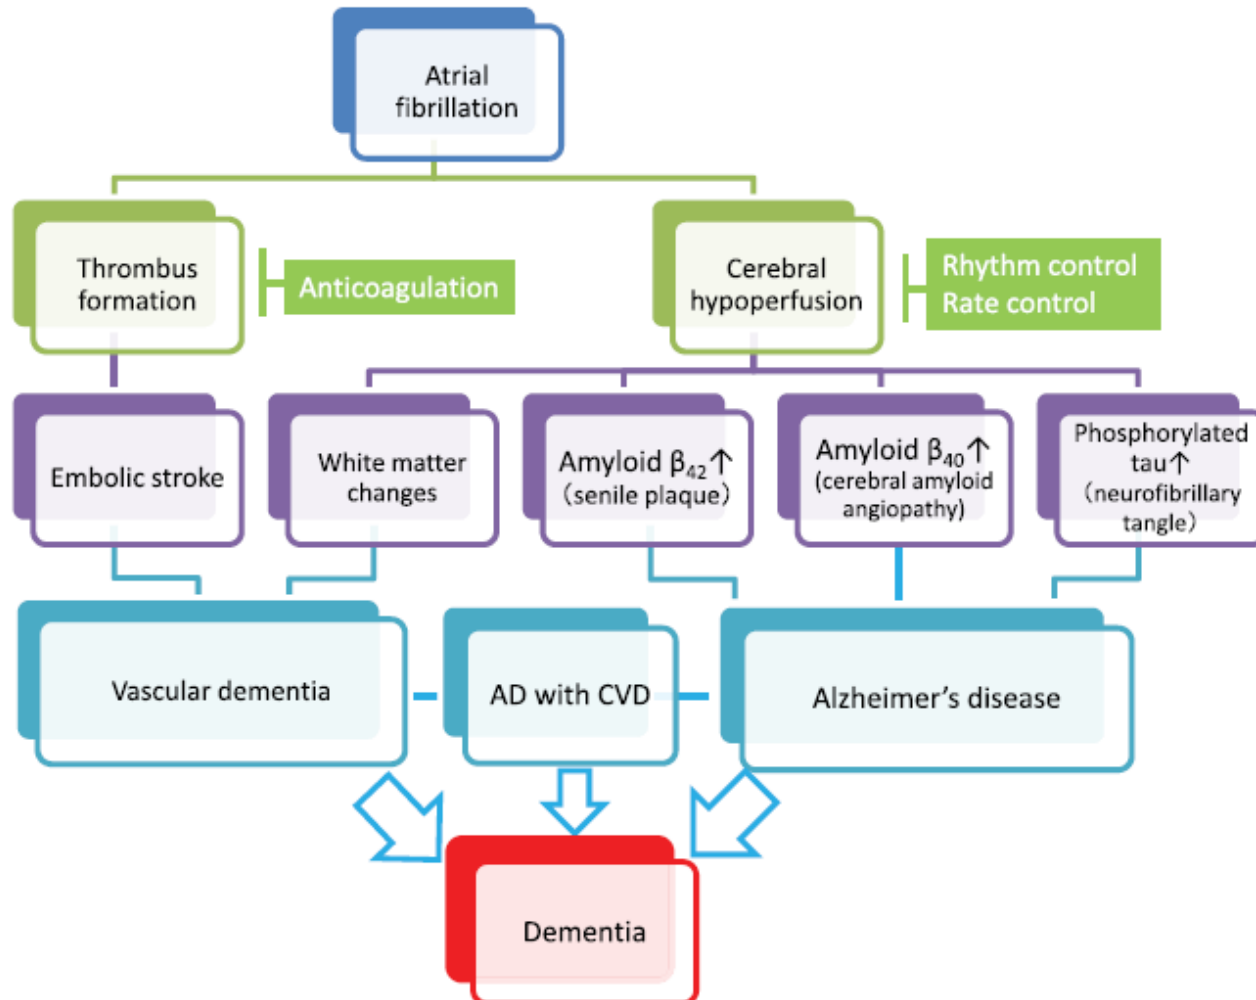 Atrial
fibrillation
Thrombus
formation
Anticoagulation
Cerebral
hypoperfusion
Rhythm control
Rate control
Embolic stroke
White matter
changes
Amyloid β₄₂↑
（senile plaque）
Amyloid β₄₀↑
(cerebral amyloid
angiopathy)
Phosphorylated
tau↑
（neurofibrillary
tangle）
Vascular dementia
AD with CVD
Alzheimer’s disease
Dementia